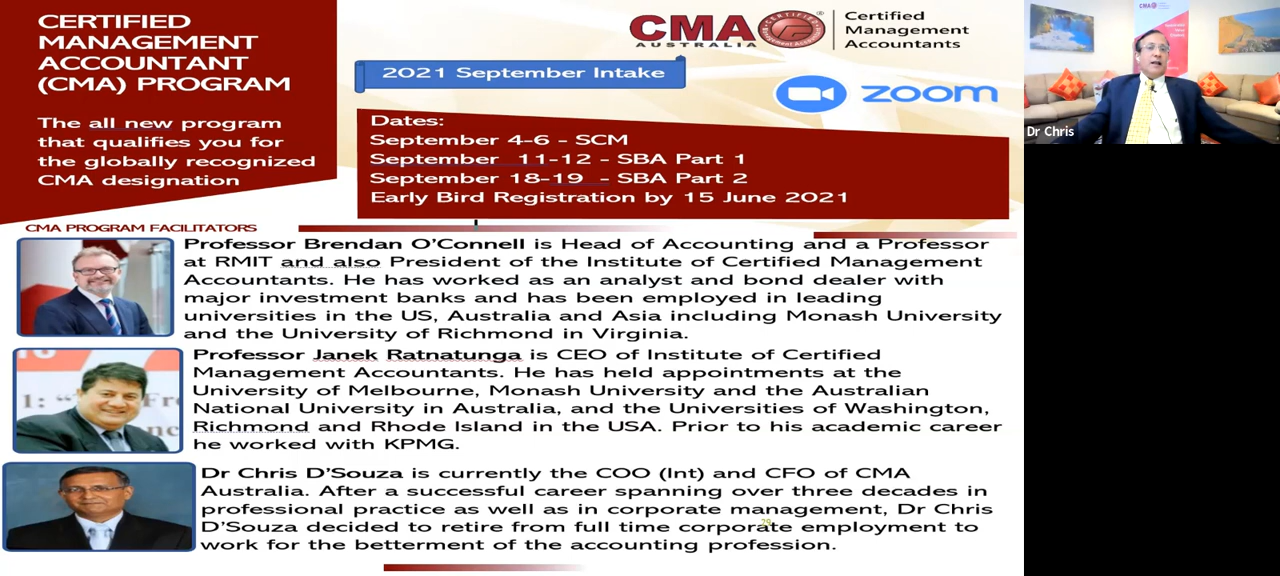 CERTIFIED
MANAGEMENT
ACCOUNTANT
(CMA) PROGRAM
The all new program
that qualifies you for
the globally recognized
CMA designation
CMA
AUSTRALIA
Certified
Management
Accountants
2021 September Intake
zoom
Dates:
September 4-6 - SCM
September 11-12 - SBA Part 1
September 18-19 - SBA Part 2
Early Bird Registration by 15 June 2021
CMA PROGRAM FACILITATORS
Professor Brendan O'Connell is Head of Accounting and a Professor
at RMIT and also President of the Institute of Certified Management
Accountants. He has worked as an analyst and bond dealer with
major investment banks and has been employed in leading
universities in the US, Australia and Asia including Monash University
and the University of Richmond in Virginia.
Professor Janek Ratnatunga is CEO of Institute of Certified
Management Accountants. He has held appointments at the
University of Melbourne, Monash University and the Australian
National University in Australia, and the Universities of Washington,
Richmond and Rhode Island in the USA. Prior to his academic career
he worked with KPMG.
Dr Chris D'Souza is currently the COO (Int) and CFO of CMA
Australia. After a successful career spanning over three decades in
professional practice as well as in corporate management, Dr Chris
D'Souza decided to retire from full time corporate employment to
work for the betterment of the accounting profession.
29
Dr Chris